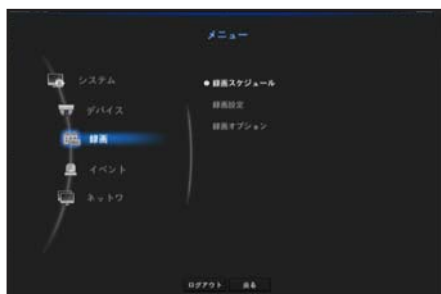 メニュー
システム
デバイス
録画
イベント
ネットワ
録画スケジュール
録画設定
録画オプション
ログアウト
戻る